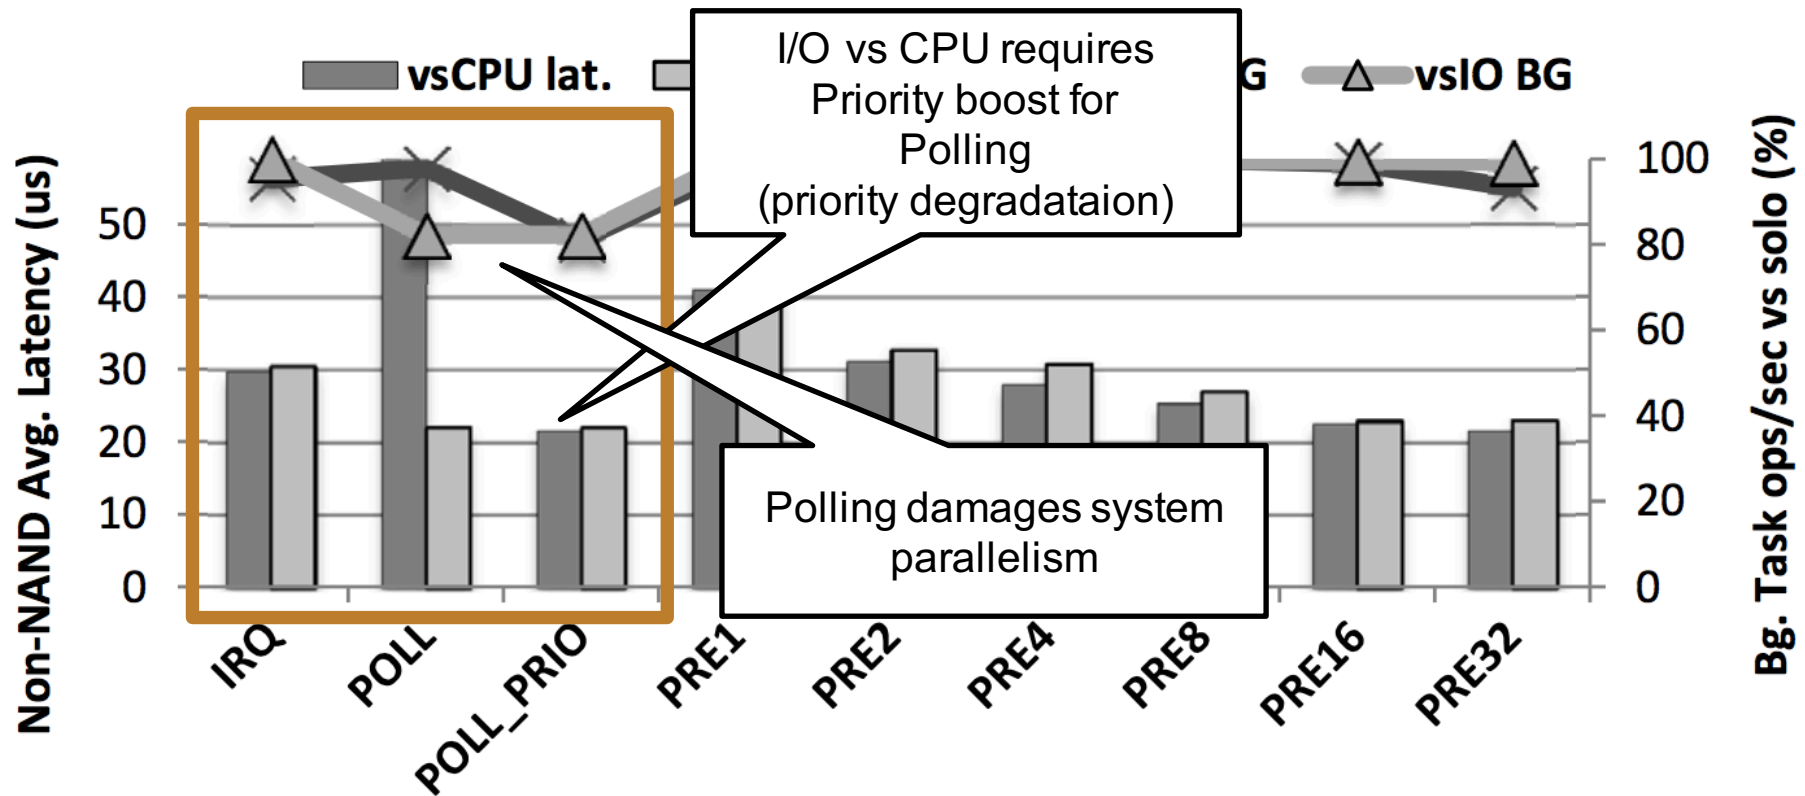 I/O vs CPU requires
Priority boost for
Polling
(priority degradataion)
vsCPU lat.
G
vsIO BG
Non-NAND Avg. Latency (us)
50
40
30
20
10
0
100
80
60
40
20
0
Bg. Task ops/sec vs solo (%)
Polling damages system
parallelism
IRQ
POLL
POLL_PRIO
PRE1
PRE2
PRE4
PRE8
PRE16
PRE32